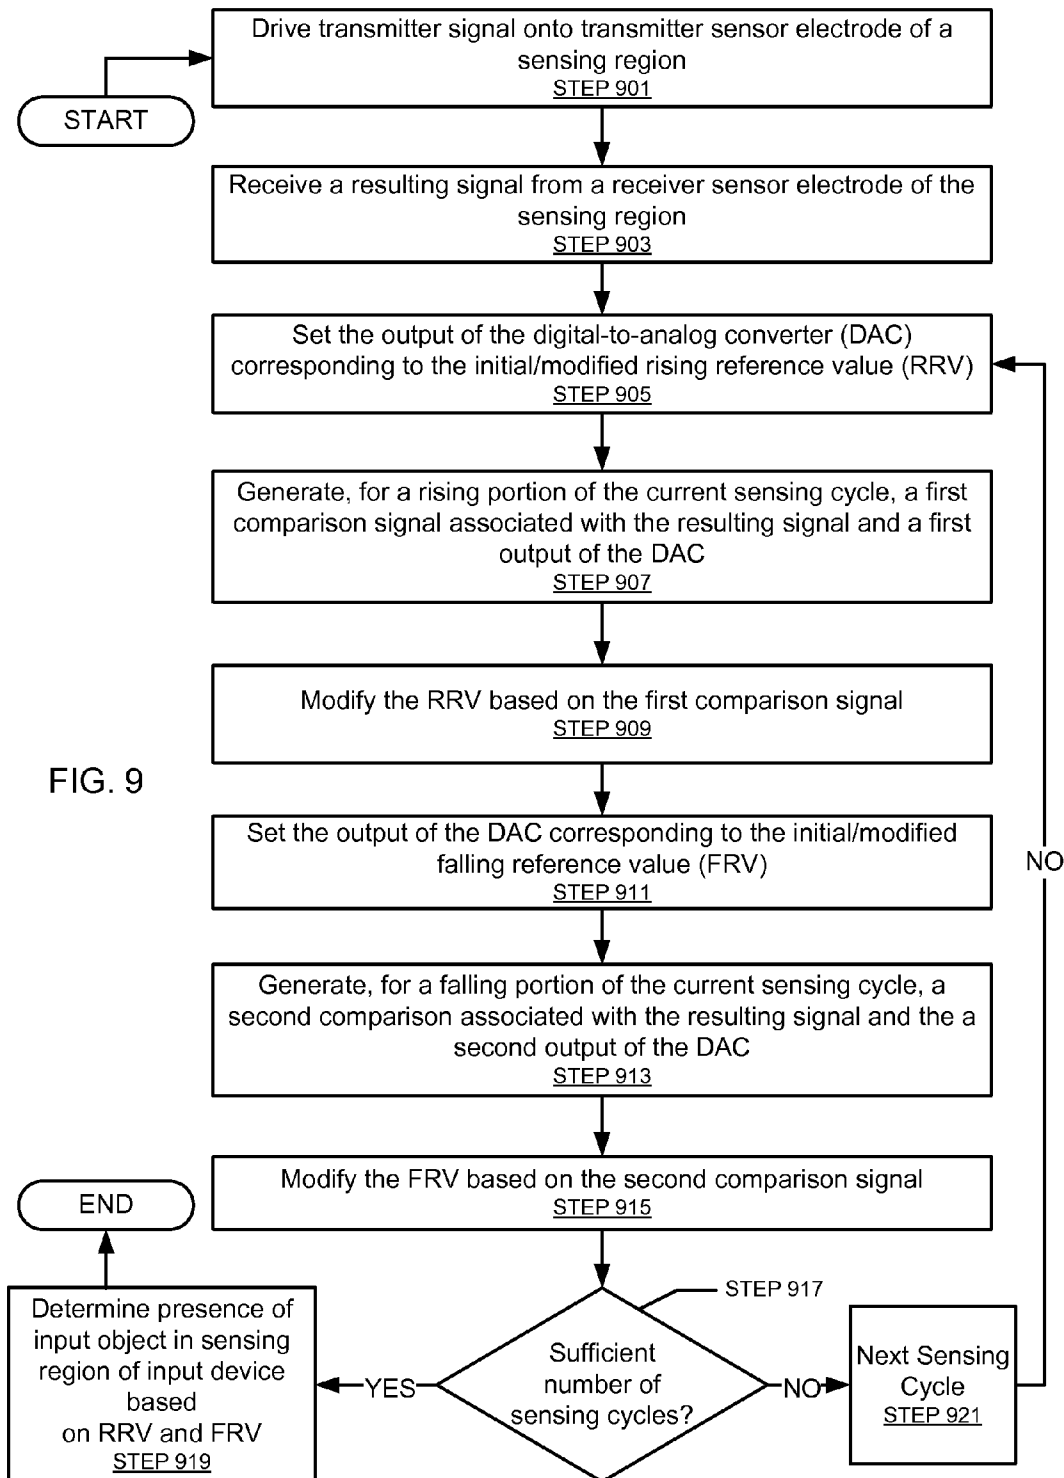 Drive transmitter signal onto transmitter sensor electrode of a
sensing region
STEP 901
START
Receive a resulting signal from a receiver sensor electrode of the
sensing region
STEP 903
Set the output of the digital-to-analog converter (DAC)
corresponding to the initial/modified rising reference value (RRV)
STEP 905
Generate, for a rising portion of the current sensing cycle, a first
comparison signal associated with the resulting signal and a first
output of the DAC
STEP 907
Modify the RRV based on the first comparison signal
STEP 909
FIG. 9
Set the output of the DAC corresponding to the initial/modified
falling reference value (FRV)
STEP 911
NO
Generate, for a falling portion of the current sensing cycle, a
second comparison associated with the resulting signal and the a
second output of the DAC
STEP 913
Modify the FRV based on the second comparison signal
STEP 915
END
STEP 917
Sufficient
number of
sensing cycles?
YES
NO
Determine presence of
input object in sensing
region of input device
based
on RRV and FRV
STEP 919
Next Sensing
Cycle
STEP 921